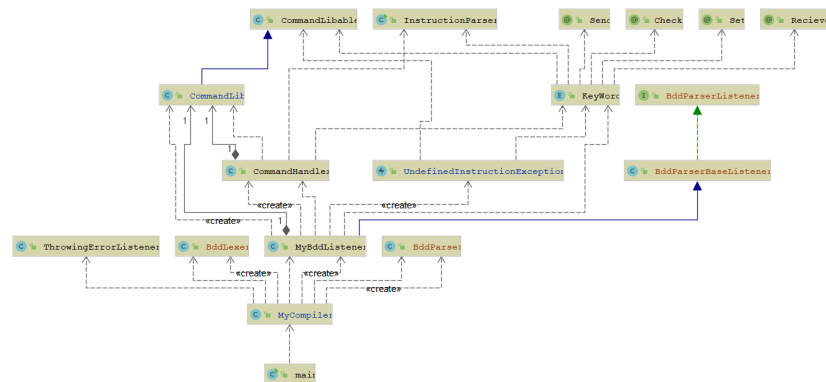 CommandLibable
InstructionParser
Send
Check
Set
Recieve
CommandLib
KeyWord
BddParserListener
1
1
1
CommandHandler
UndefinedInstructionException
BddParserBaseListener
«create»
«create»
«create»
1
ThrowingErrorListener
BddLexer
MyBddListener
BddParser
«create»
«create»
«create»
MyCompiler
main